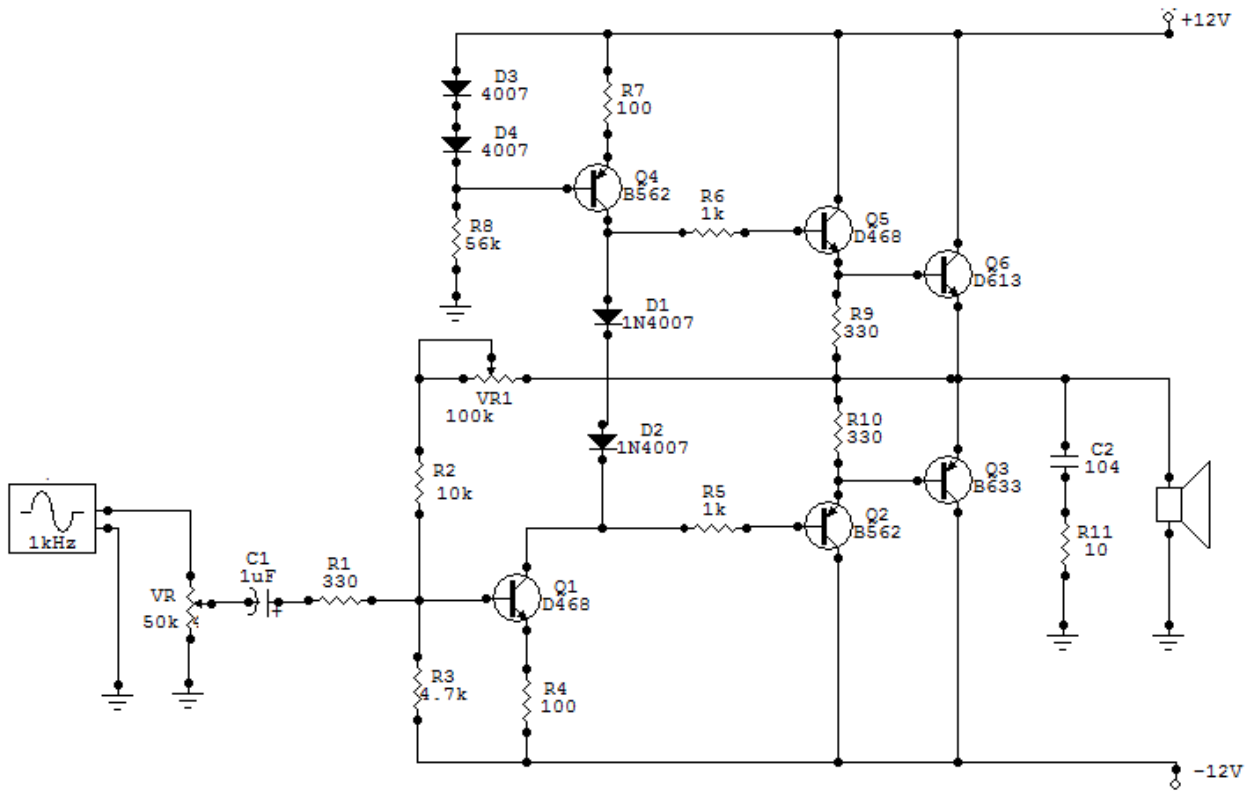 +12V
D3
4007
R7
100
D4
4007
Q4
B562
R6
1k
Q5
D468
R8
56k
Q6
D613
D1
1N4007
R9
330
VR1
100k
D2
1N4007
R10
330
C2
104
R2
10k
R5
1k
Q3
B633
Q2
B562
1kHz
R11
10
C1
1uF
+
R1
330
Q1
D468
VR
50k
R3
4.7k
R4
100
-12V